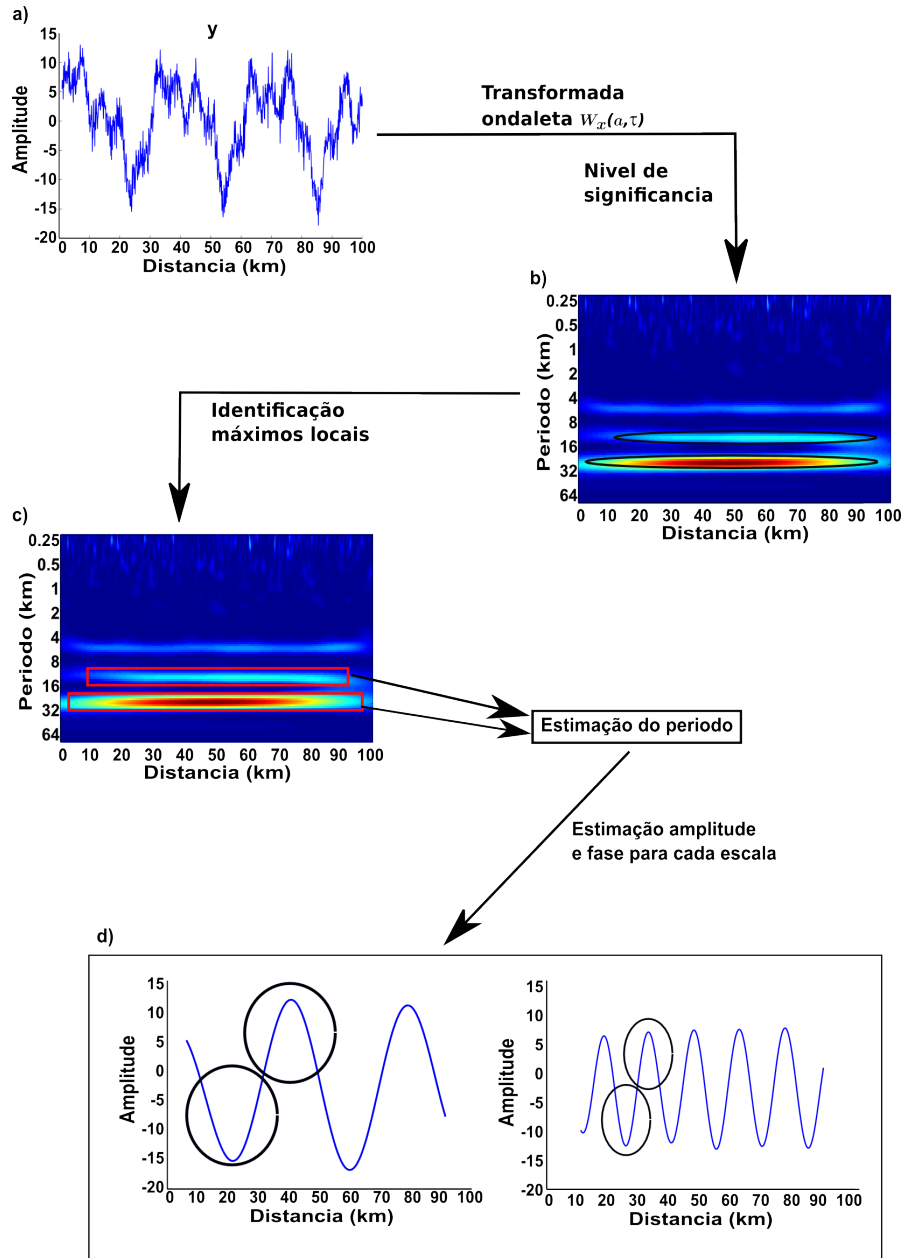 a)
y
Amplitude
15
10
5
0
-5
-10
-15
-20
0 10 20 30 40 50 60 70 80 90 100
Distancia (km)
Transformada
ondaleta Wₓ(a,τ)
Nivel de
significancia
b)
Periodo (km)
0.25
0.5
1
2
4
8
16
32
64
0 10 20 30 40 50 60 70 80 90 100
Distancia (km)
Identificação
máximos locais
c)
Periodo (km)
0.25
0.5
1
2
4
8
16
32
64
0 10 20 30 40 50 60 70 80 90 100
Distancia (km)
Estimação do periodo
Estimação amplitude
e fase para cada escala
d)
Amplitude
15
10
5
0
-5
-10
-15
-20
0 10 20 30 40 50 60 70 80 90 100
Distancia (km)
Amplitude
15
10
5
0
-5
-10
-15
-20
0 10 20 30 40 50 60 70 80 90 100
Distancia (km)